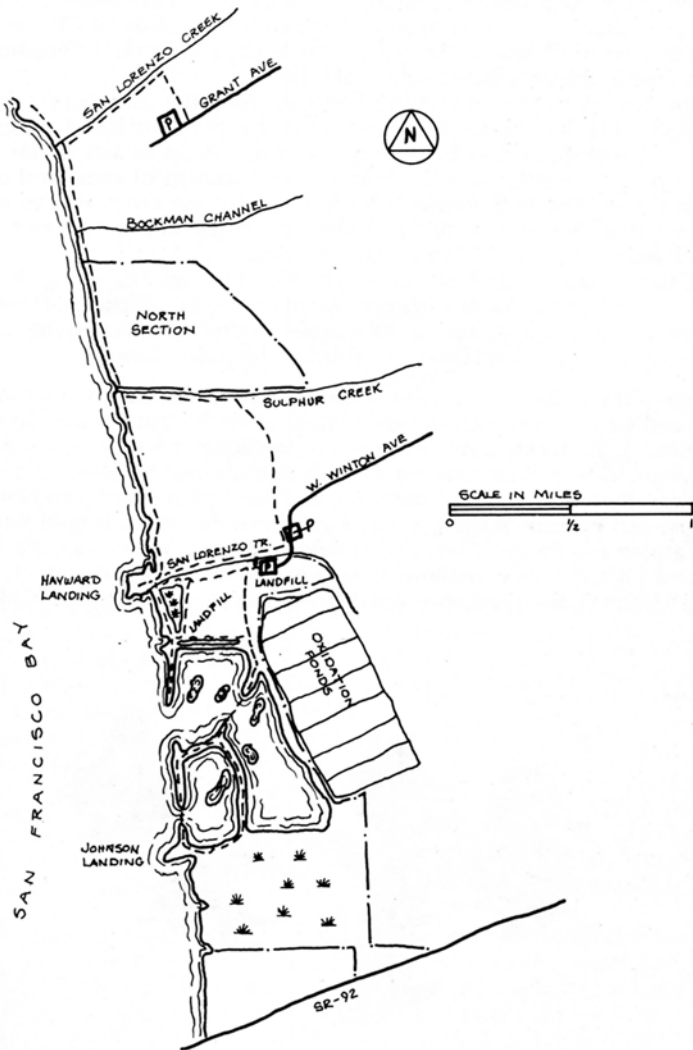 SAN LORENZO CREEK
P
GRANT AVE
N
BOCKMAN CHANNEL
NORTH
SECTION
SULPHUR CREEK
W. WINTON AVE
SCALE IN MILES
0 1/2 1
P
SAN LORENZO TR.
P
HAYWARD
LANDING
LANDFILL
LANDFILL
OXIDATION
PONDS
SAN FRANCISCO BAY
JOHNSON
LANDING
SR-92